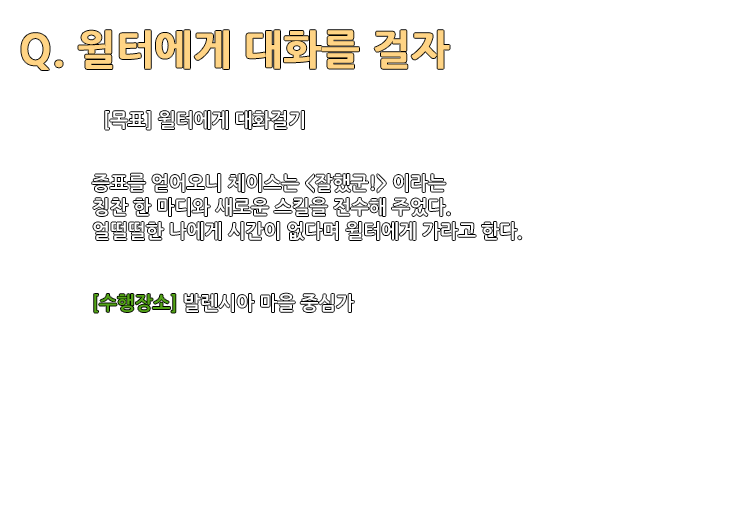 Q. 월터에게 대화를 걸자
[목표] 월터에게 대화걸기
증표를 얻어오니 체이스는 <잘했군!> 이라는
칭찬 한 마디와 새로운 스킬을 전수해 주었다.
얼떨떨한 나에게 시간이 없다며 월터에게 가라고 한다.
[수행장소] 발렌시아 마을 중심가